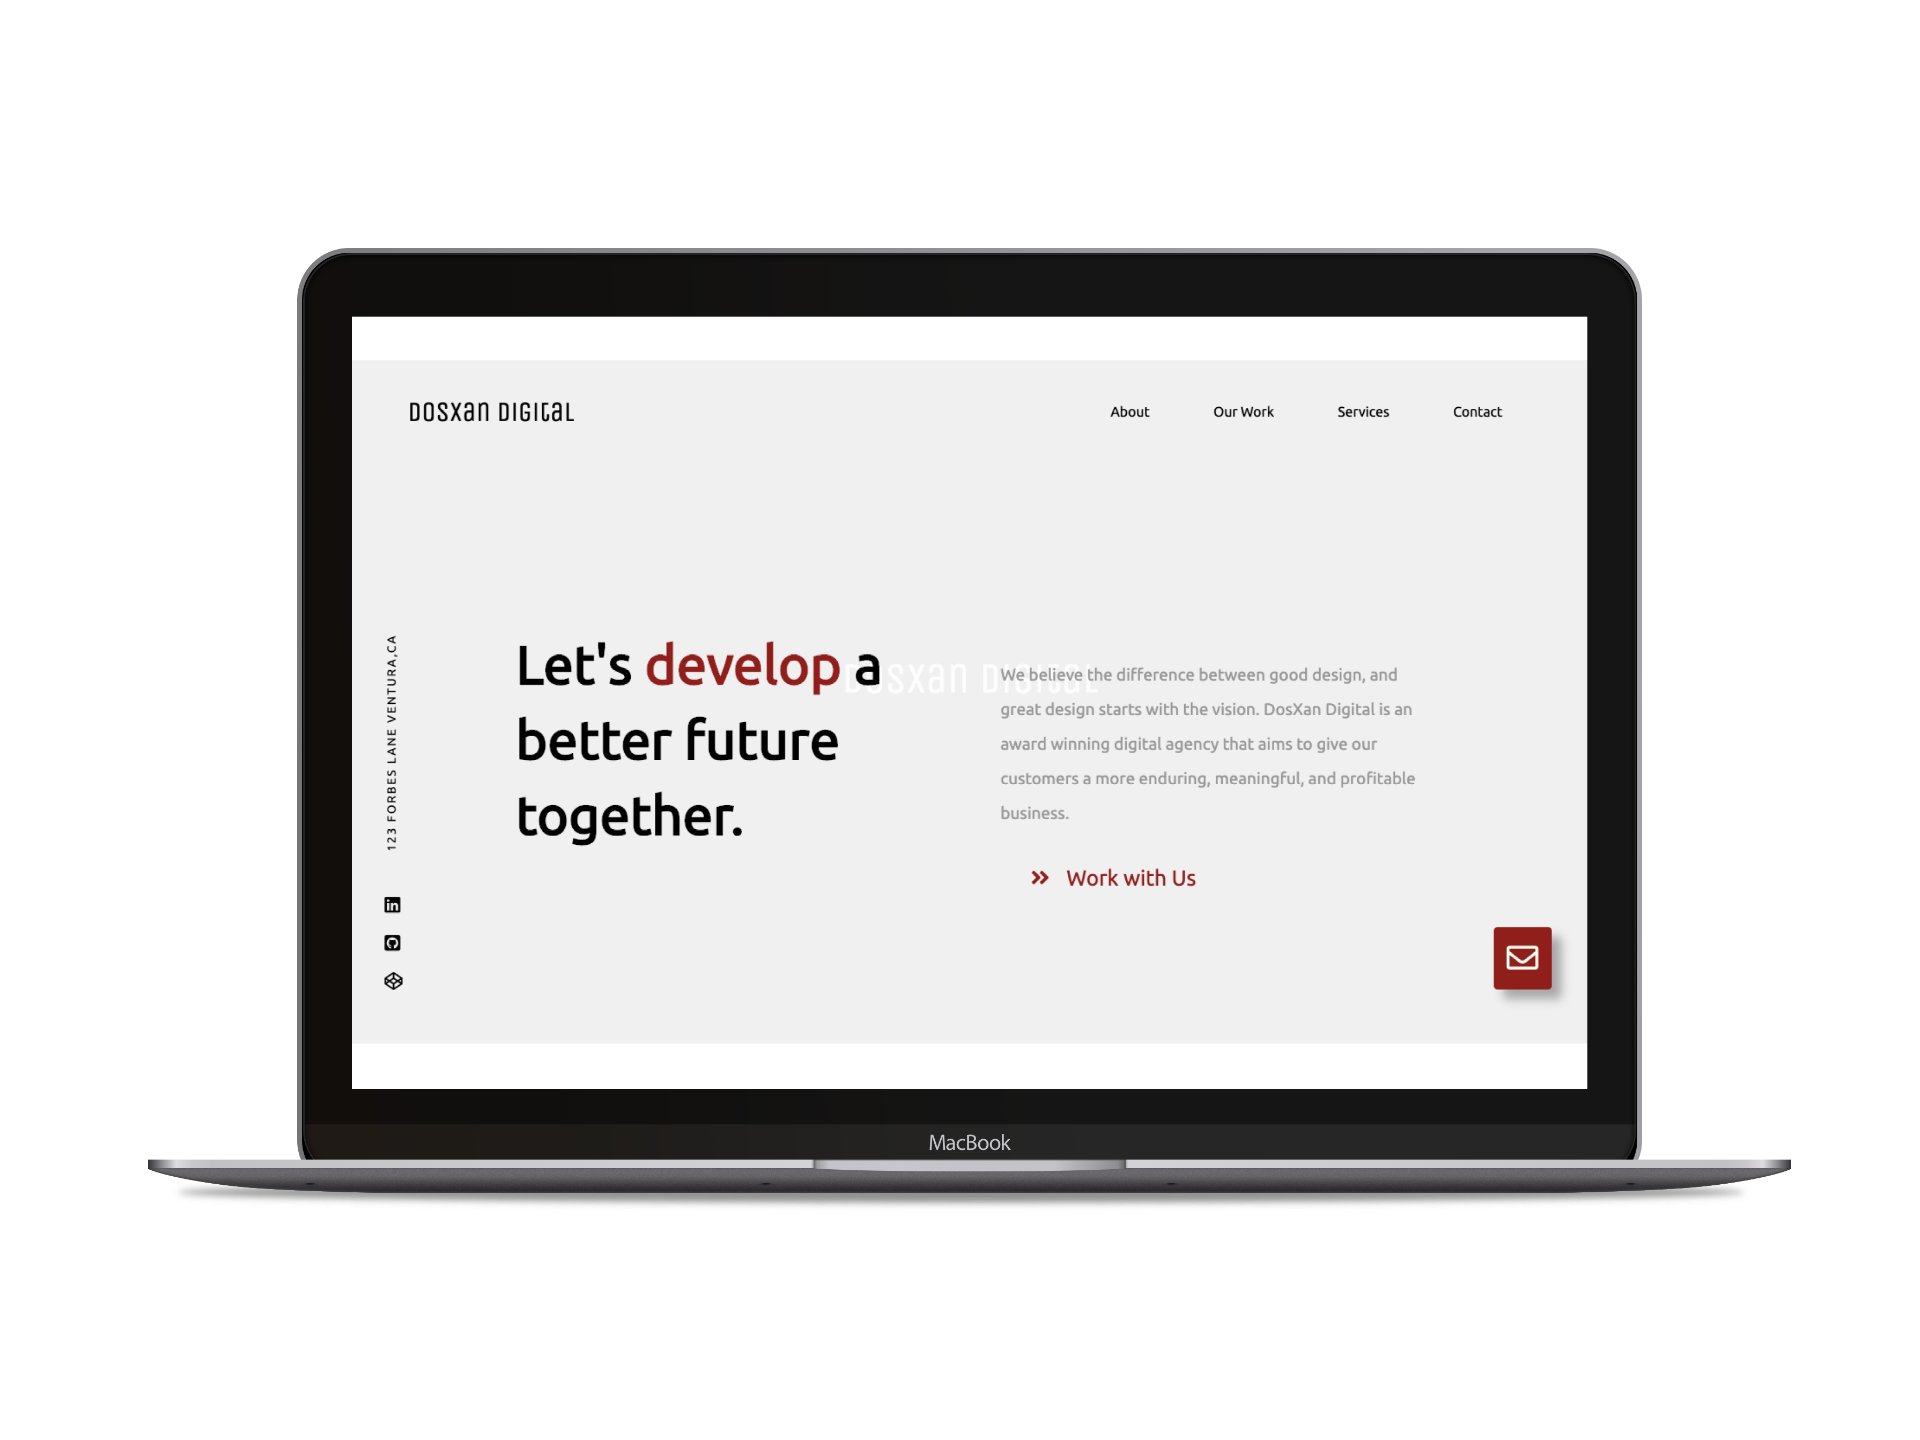 DOSXAN DIGITAL
About
Our Work
Services
Contact
123 FORBES LANE VENTURA,CA
in
Let's develop a
better future
together.
DOSXAN DIGITAL
We believe the difference between good design, and
great design starts with the vision. DosXan Digital is an
award winning digital agency that aims to give our
customers a more enduring, meaningful, and profitable
business.
Work with Us
MacBook